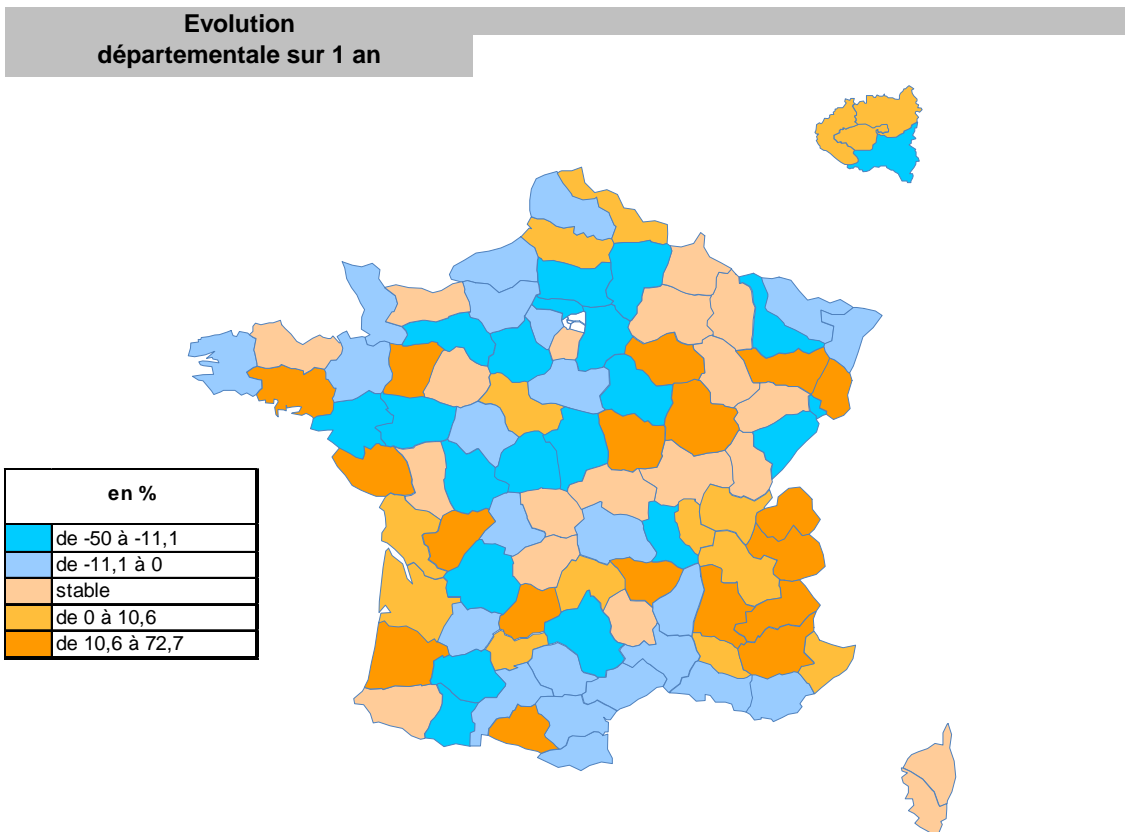 Evolution
départementale sur 1 an
en %
de -50 à -11,1
de -11,1 à 0
stable
de 0 à 10,6
de 10,6 à 72,7